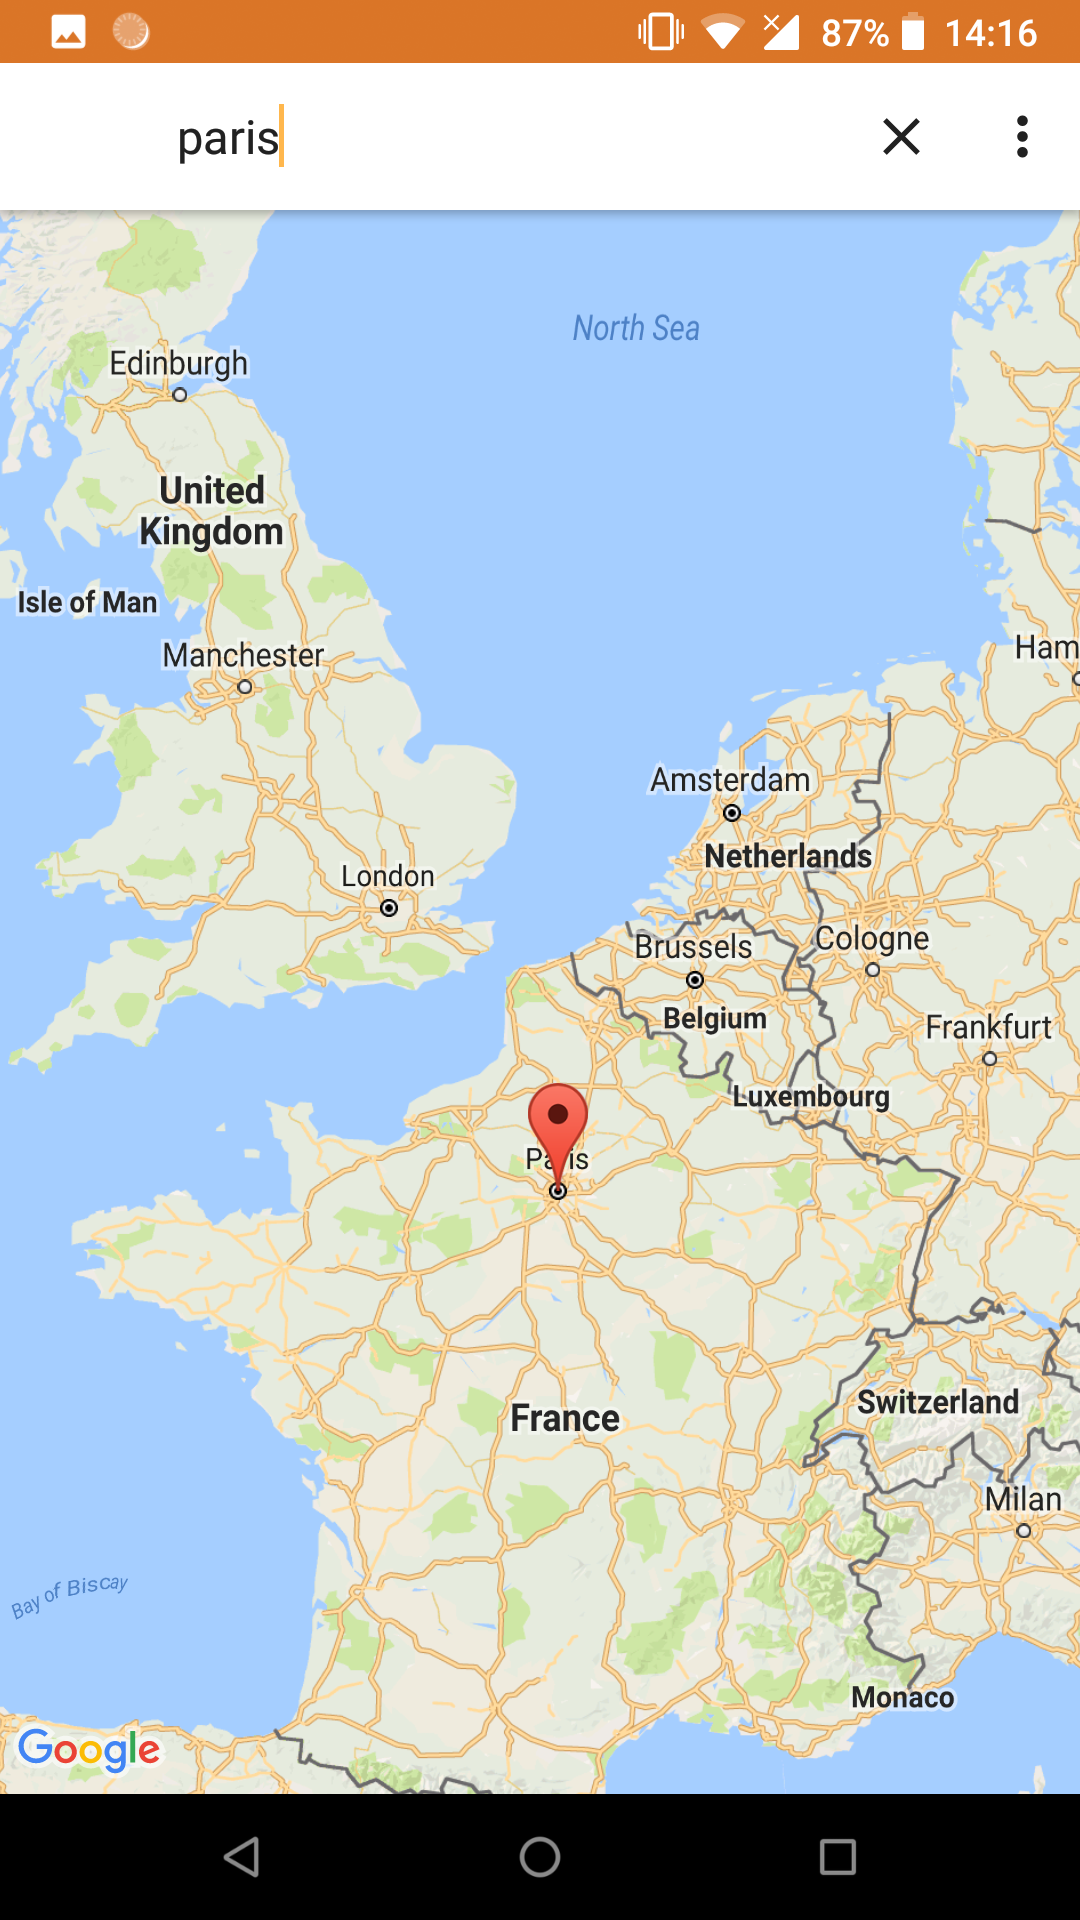 87% 14:16
paris
North Sea
Edinburgh
United
Kingdom
Isle of Man
Manchester
Ham
Amsterdam
Netherlands
London
Cologne
Brussels
Belgium
Frankfurt
Luxembourg
Paris
Switzerland
France
Milan
Bay of Biscay
Monaco
Google